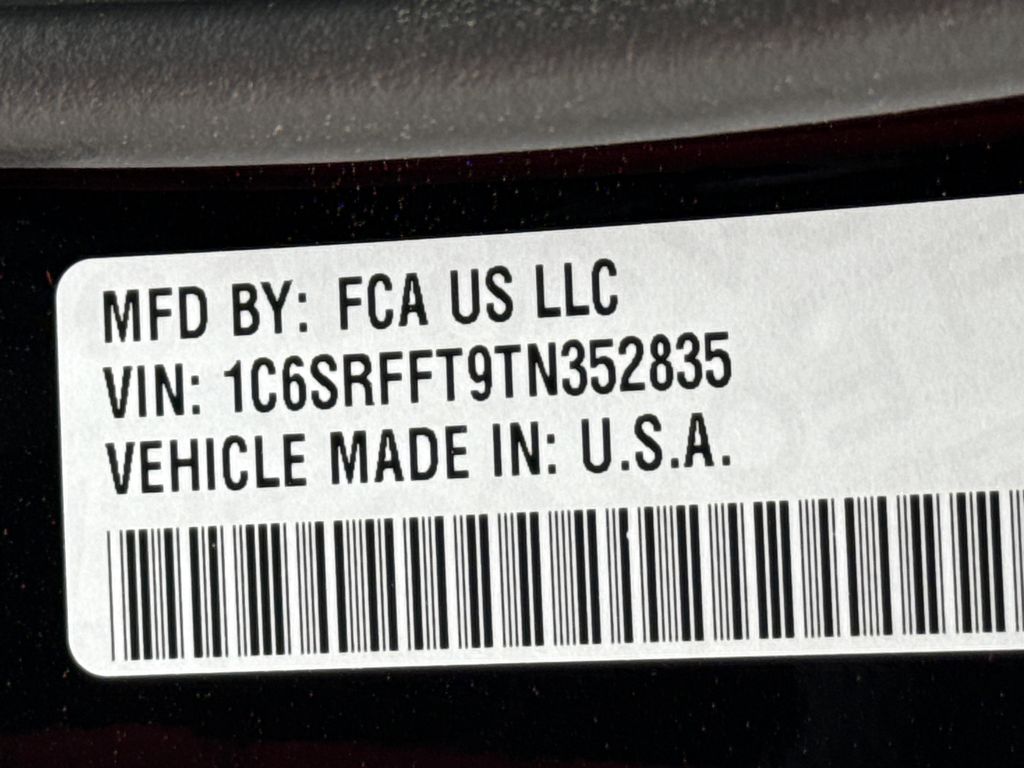 MFD BY: FCA US LLC
VIN: 1C6SRFFT9TN352835
VEHICLE MADE IN: U.S.A.